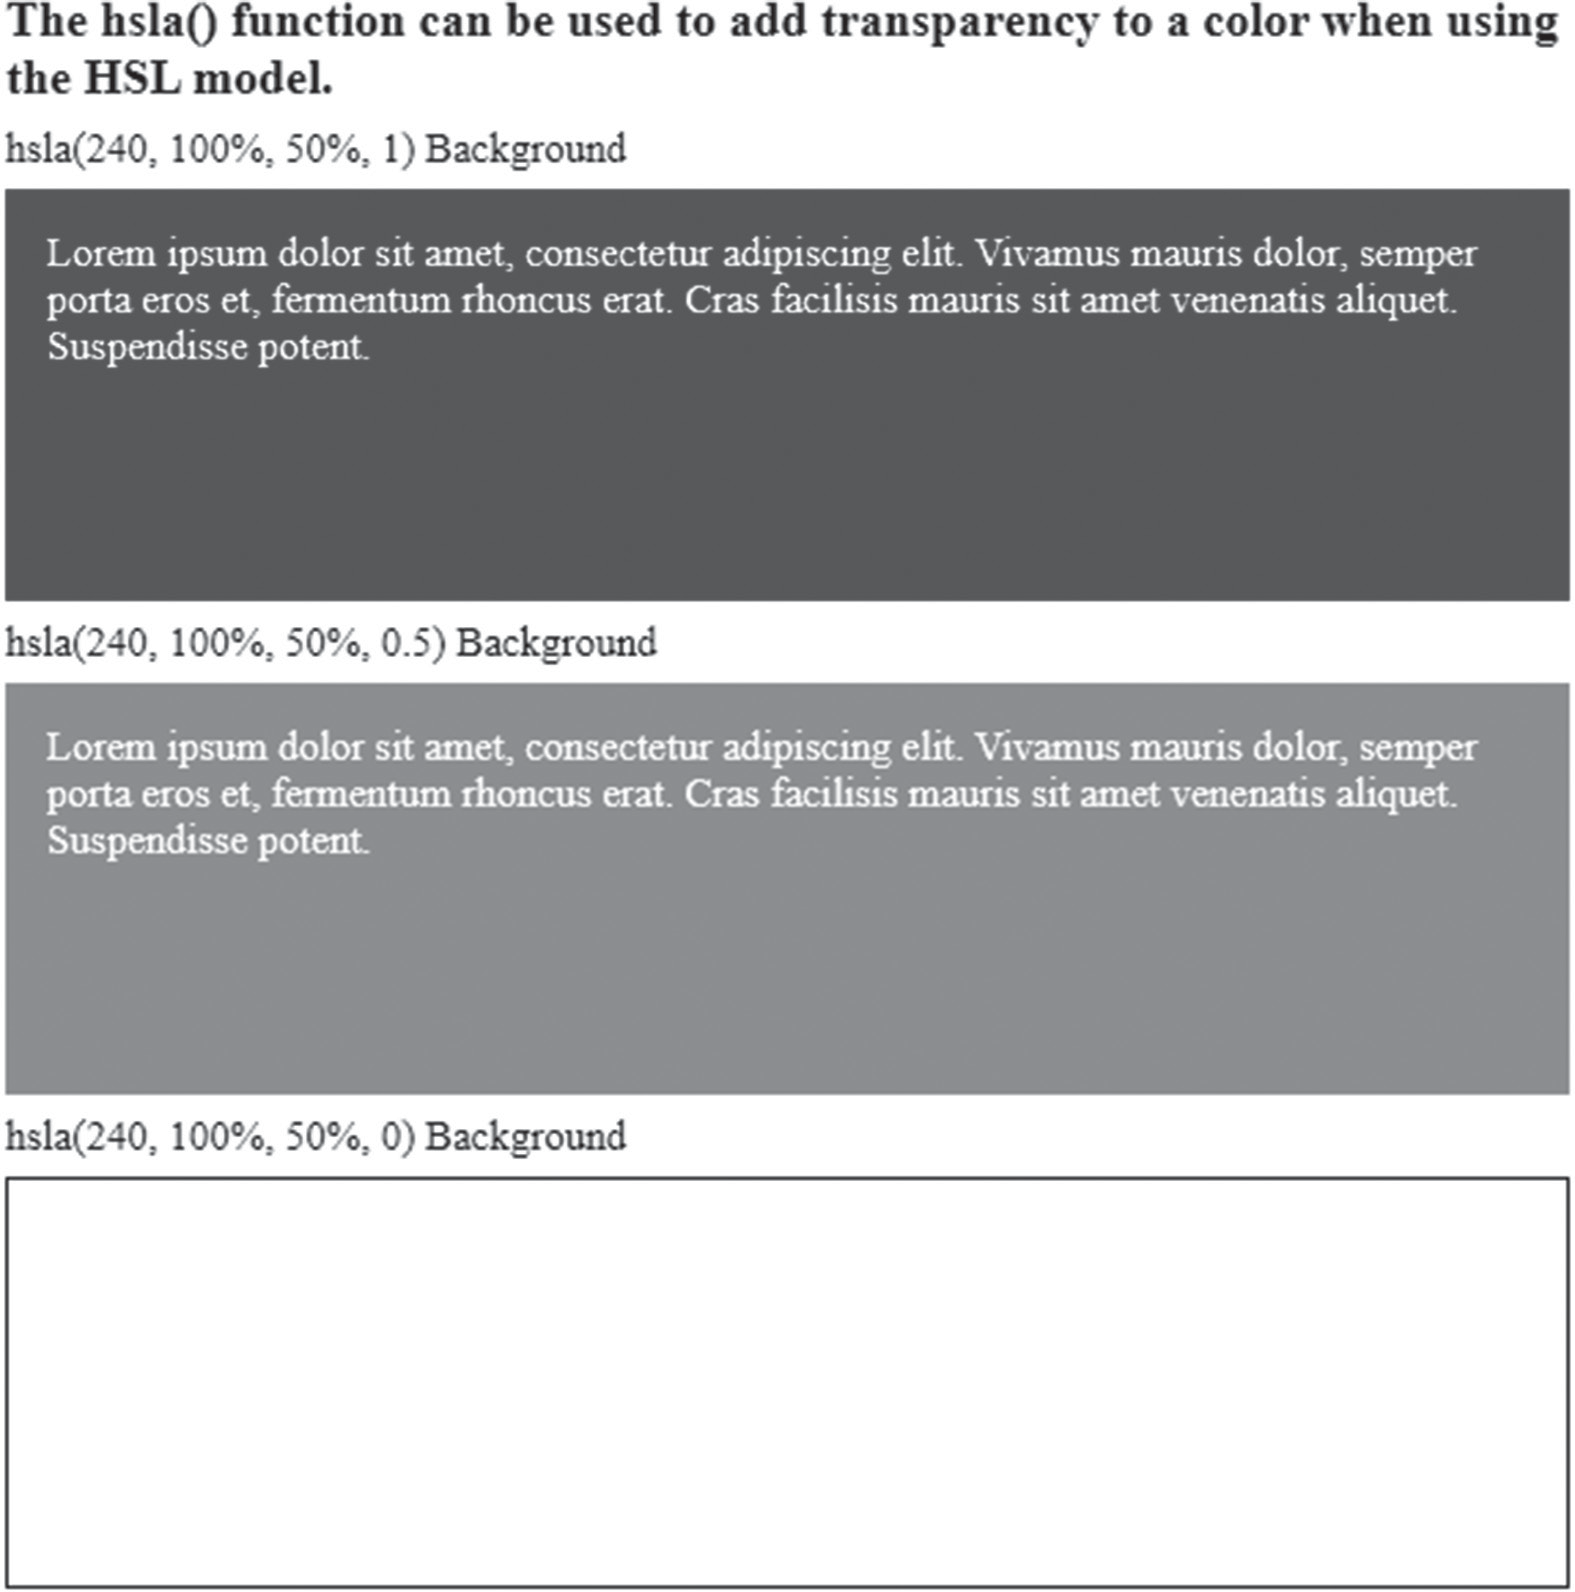 The hsla() function can be used to add transparency to a color when using
the HSL model.
hsla(240, 100%, 50%, 1) Background
Lorem ipsum dolor sit amet, consectetur adipiscing elit. Vivamus mauris dolor, semper
porta eros et, fermentum rhoncus erat. Cras facilisis mauris sit amet venenatis aliquet.
Suspendisse potent.
hsla(240, 100%, 50%, 0.5) Background
Lorem ipsum dolor sit amet, consectetur adipiscing elit. Vivamus mauris dolor, semper
porta eros et, fermentum rhoncus erat. Cras facilisis mauris sit amet venenatis aliquet.
Suspendisse potent.
hsla(240, 100%, 50%, 0) Background